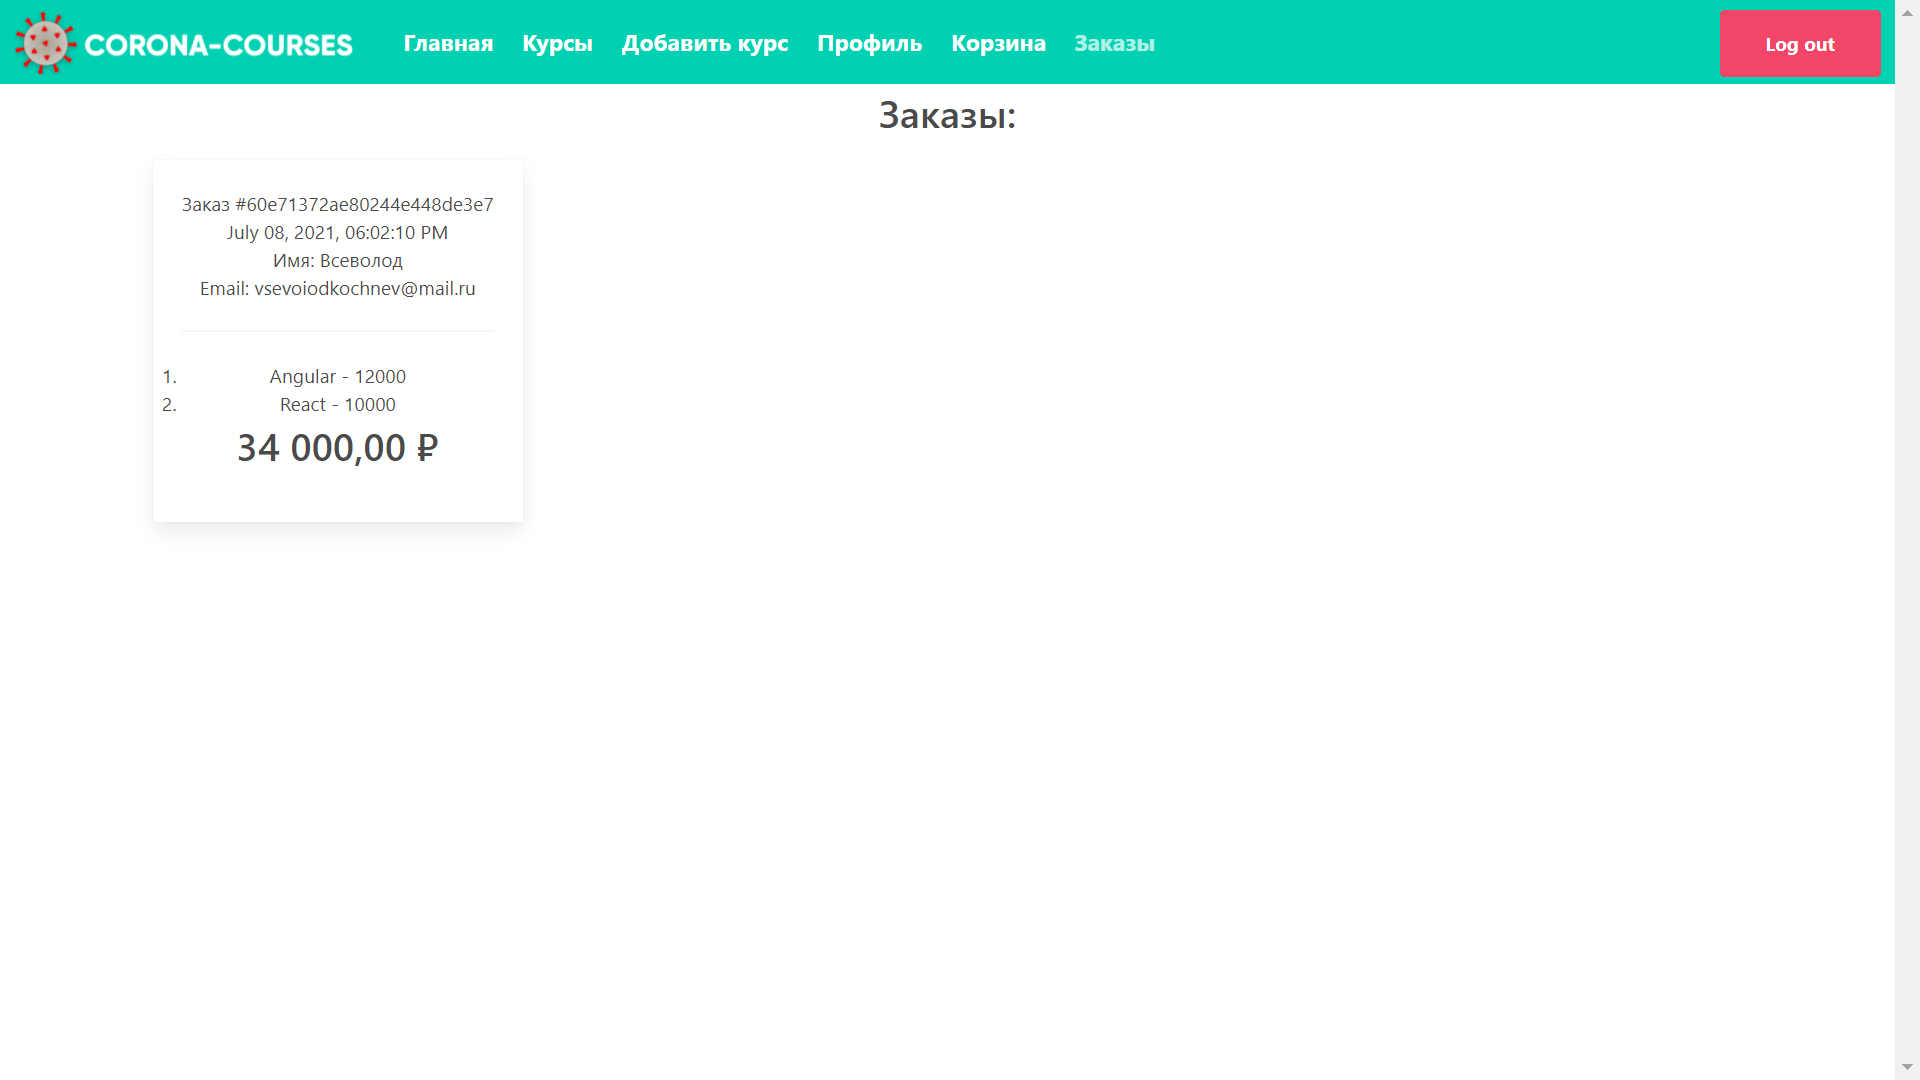 CORONA-COURSES Главная Курсы Добавить курс Профиль Корзина Заказы Log out
Заказы:
Заказ #60e71372ae80244e448de3e7
July 08, 2021, 06:02:10 PM
Имя: Всеволод
Email: vsevoiodkochnev@mail.ru
1. Angular - 12000
2. React - 10000
34 000,00 ₽